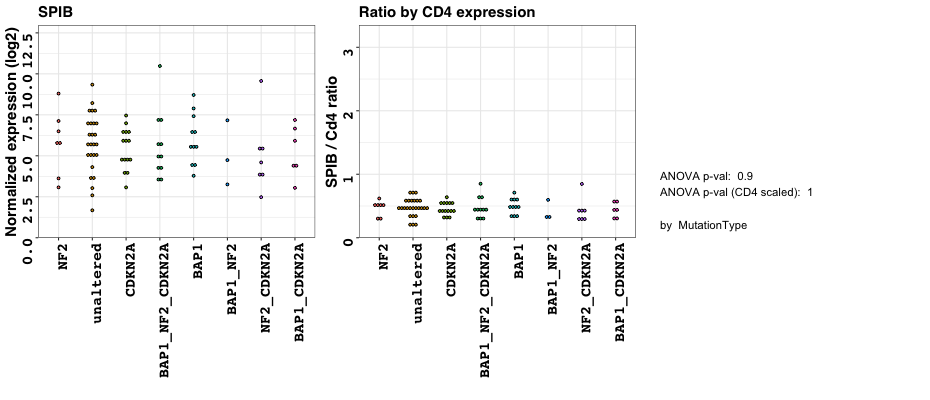 SPIB
Normalized expression (log2)
0.0
2.5
5.0
7.5
10.0
12.5
NF2
unaltered
CDKN2A
BAP1_NF2_CDKN2A
BAP1
BAP1_NF2
NF2_CDKN2A
BAP1_CDKN2A
Ratio by CD4 expression
SPIB / Cd4 ratio
0
1
2
3
NF2
unaltered
CDKN2A
BAP1_NF2_CDKN2A
BAP1
BAP1_NF2
NF2_CDKN2A
BAP1_CDKN2A
ANOVA p-val: 0.9
ANOVA p-val (CD4 scaled): 1
by MutationType